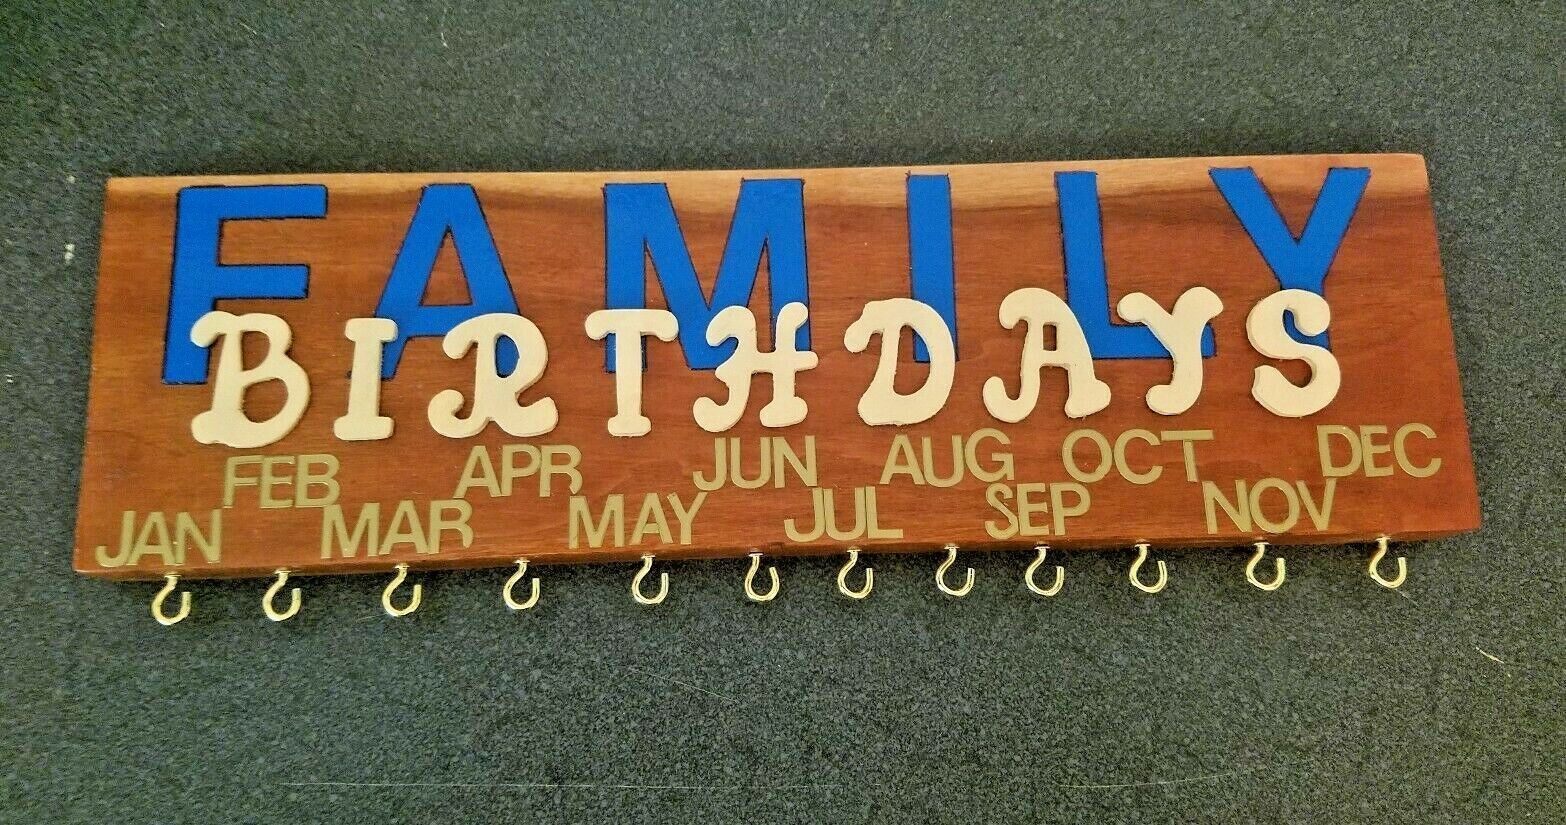 FAMILY
BIRTHDAYS
JAN FEB MAR APR MAY JUN JUL AUG SEP OCT NOV DEC